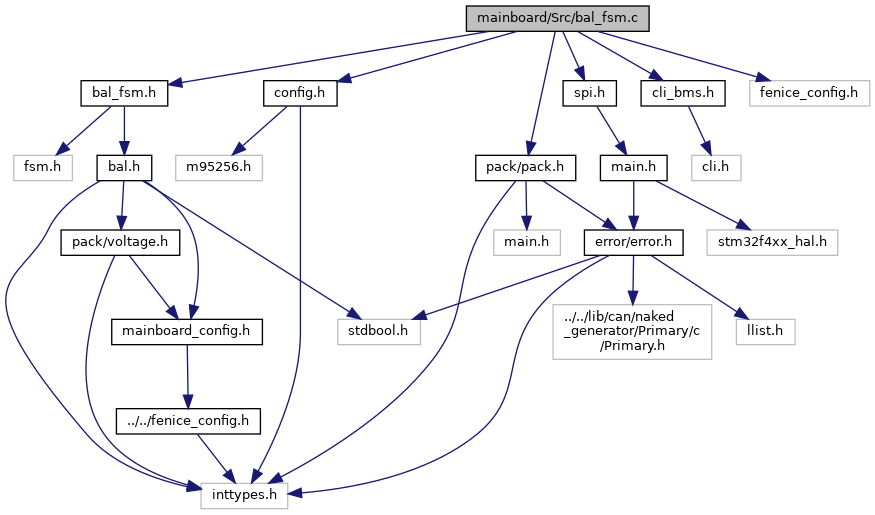 mainboard/Src/bal_fsm.c
bal_fsm.h
config.h
spi.h
cli_bms.h
fenice_config.h
fsm.h
bal.h
m95256.h
pack/pack.h
main.h
cli.h
pack/voltage.h
main.h
error/error.h
stm32f4xx_hal.h
mainboard_config.h
stdbool.h
../../lib/can/naked
_generator/Primary/c
/Primary.h
llist.h
../../fenice_config.h
inttypes.h